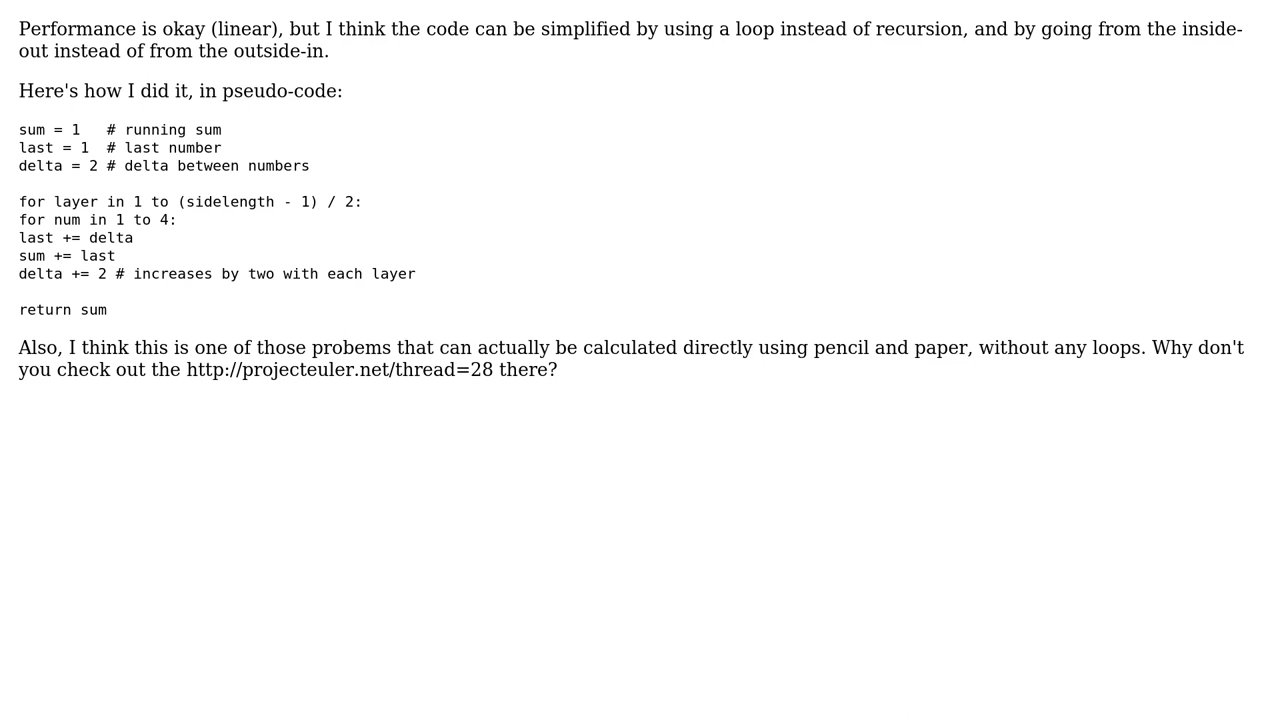 Performance is okay (linear), but I think the code can be simplified by using a loop instead of recursion, and by going from the inside-
out instead of from the outside-in.
Here's how I did it, in pseudo-code:
sum = 1   # running sum
last = 1  # last number
delta = 2 # delta between numbers
for layer in 1 to (sidelength - 1) / 2:
for num in 1 to 4:
last += delta
sum += last
delta += 2 # increases by two with each layer
return sum
Also, I think this is one of those probems that can actually be calculated directly using pencil and paper, without any loops. Why don't
you check out the http://projecteuler.net/thread=28 there?